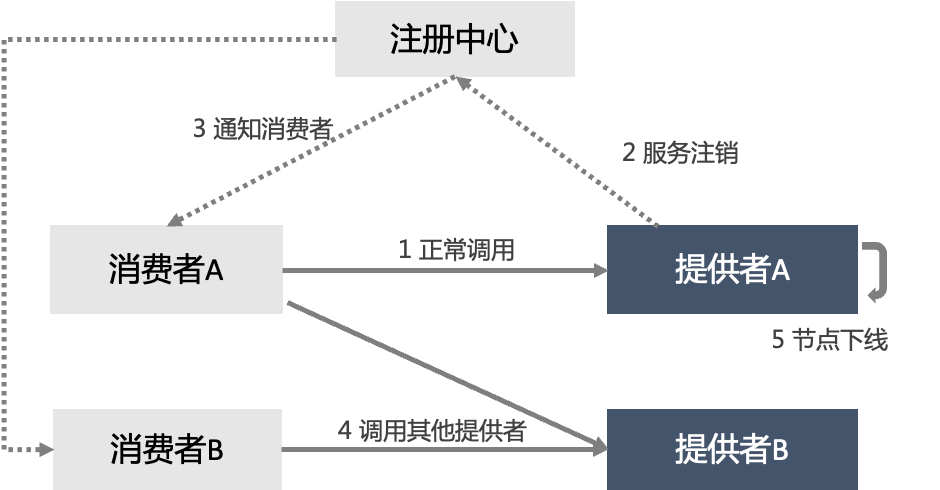 注册中心
3 通知消费者
2 服务注销
消费者A
1 正常调用
提供者A
5 节点下线
消费者B
4 调用其他提供者
提供者B